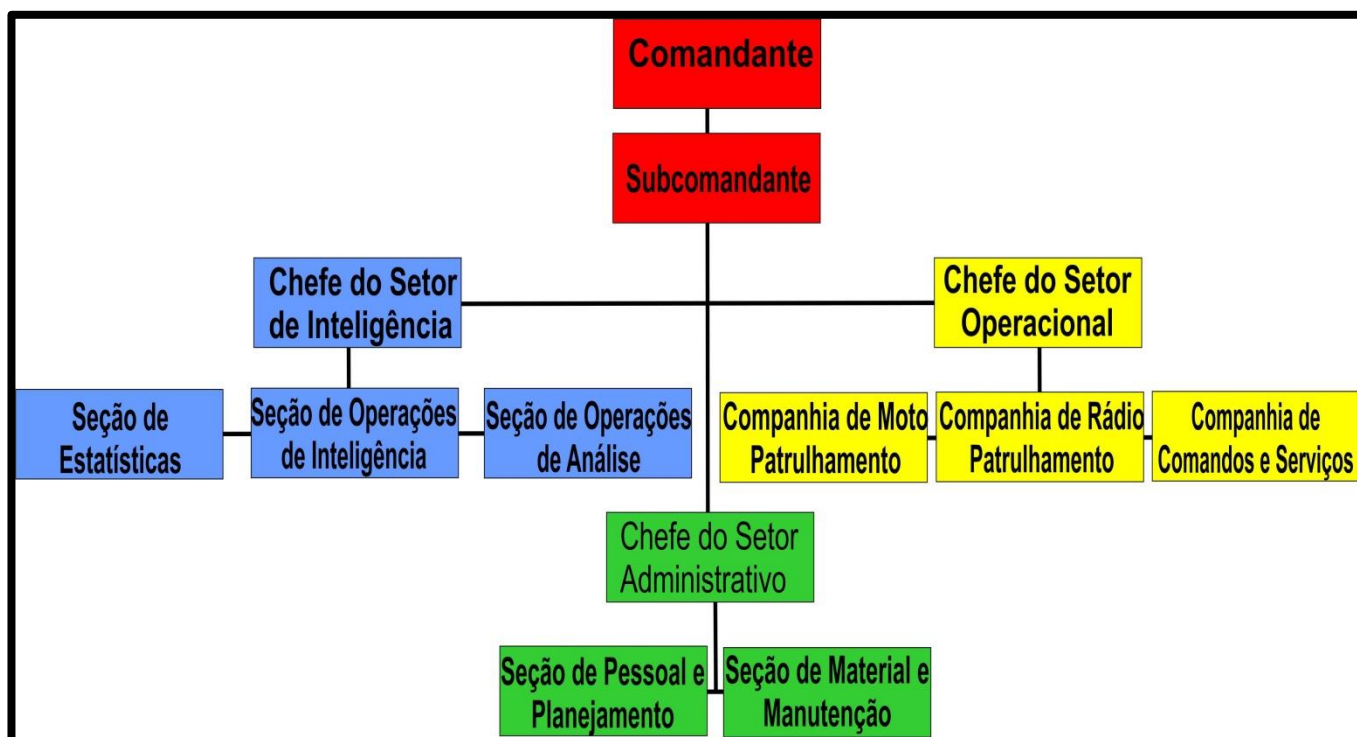 Comandante
Subcomandante
Chefe do Setor
de Inteligência
Chefe do Setor
Operacional
Seção de
Estatísticas
Seção de Operações
de Inteligência
Seção de Operações
de Análise
Companhia de Moto
Patrulhamento
Companhia de Rádio
Patrulhamento
Companhia de
Comandos e Serviços
Chefe do Setor
Administrativo
Seção de Pessoal e
Planejamento
Seção de Material e
Manutenção